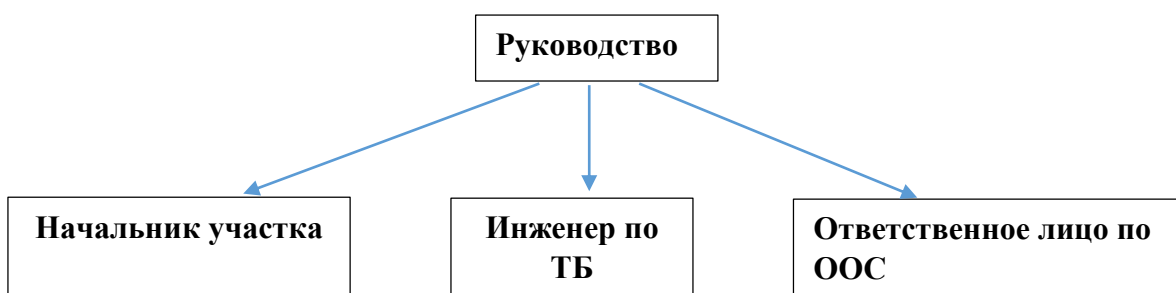 Руководство
Начальник участка
Инженер по
ТБ
Ответственное лицо по
ООС